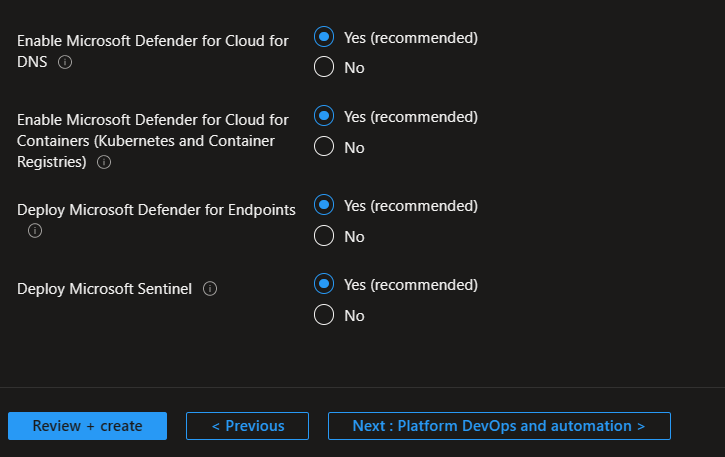 Enable Microsoft Defender for Cloud for
DNS
Yes (recommended)
No
Enable Microsoft Defender for Cloud for
Containers (Kubernetes and Container
Registries)
Yes (recommended)
No
Deploy Microsoft Defender for Endpoints
Yes (recommended)
No
Deploy Microsoft Sentinel
Yes (recommended)
No
Review + create
< Previous
Next : Platform DevOps and automation >